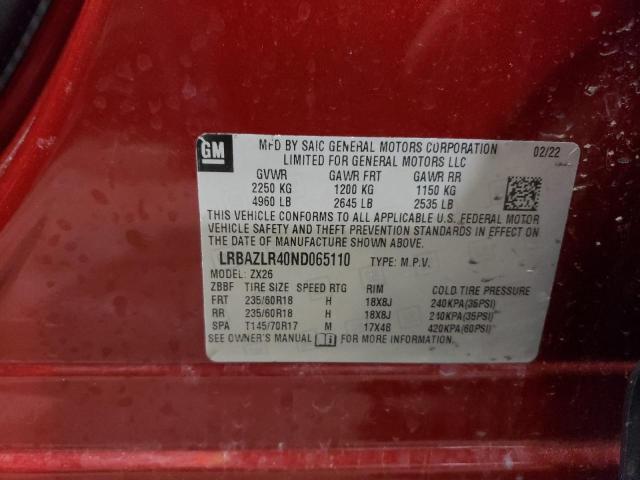 GM
MFD BY SAIC GENERAL MOTORS CORPORATION 02/22
LIMITED FOR GENERAL MOTORS LLC
GVWR GAWR FRT GAWR RR
2250 KG 1200 KG 1150 KG
4960 LB 2645 LB 2535 LB
THIS VEHICLE CONFORMS TO ALL APPLICABLE U.S. FEDERAL MOTOR
VEHICLE SAFETY AND THEFT PREVENTION STANDARDS IN EFFECT ON
THE DATE OF MANUFACTURE SHOWN ABOVE.
LRBAZLR40ND065110 TYPE: M.P.V.
MODEL: ZX26
ZBBF TIRE SIZE SPEED RTG RIM COLD TIRE PRESSURE
FRT 235/60R18 H 18X8J 240KPA(35PSI)
RR 235/60R18 H 18X8J 240KPA(35PSI)
SPA T145/70R17 M 17X4B 420KPA(60PSI)
SEE OWNER'S MANUAL FOR MORE INFORMATION.